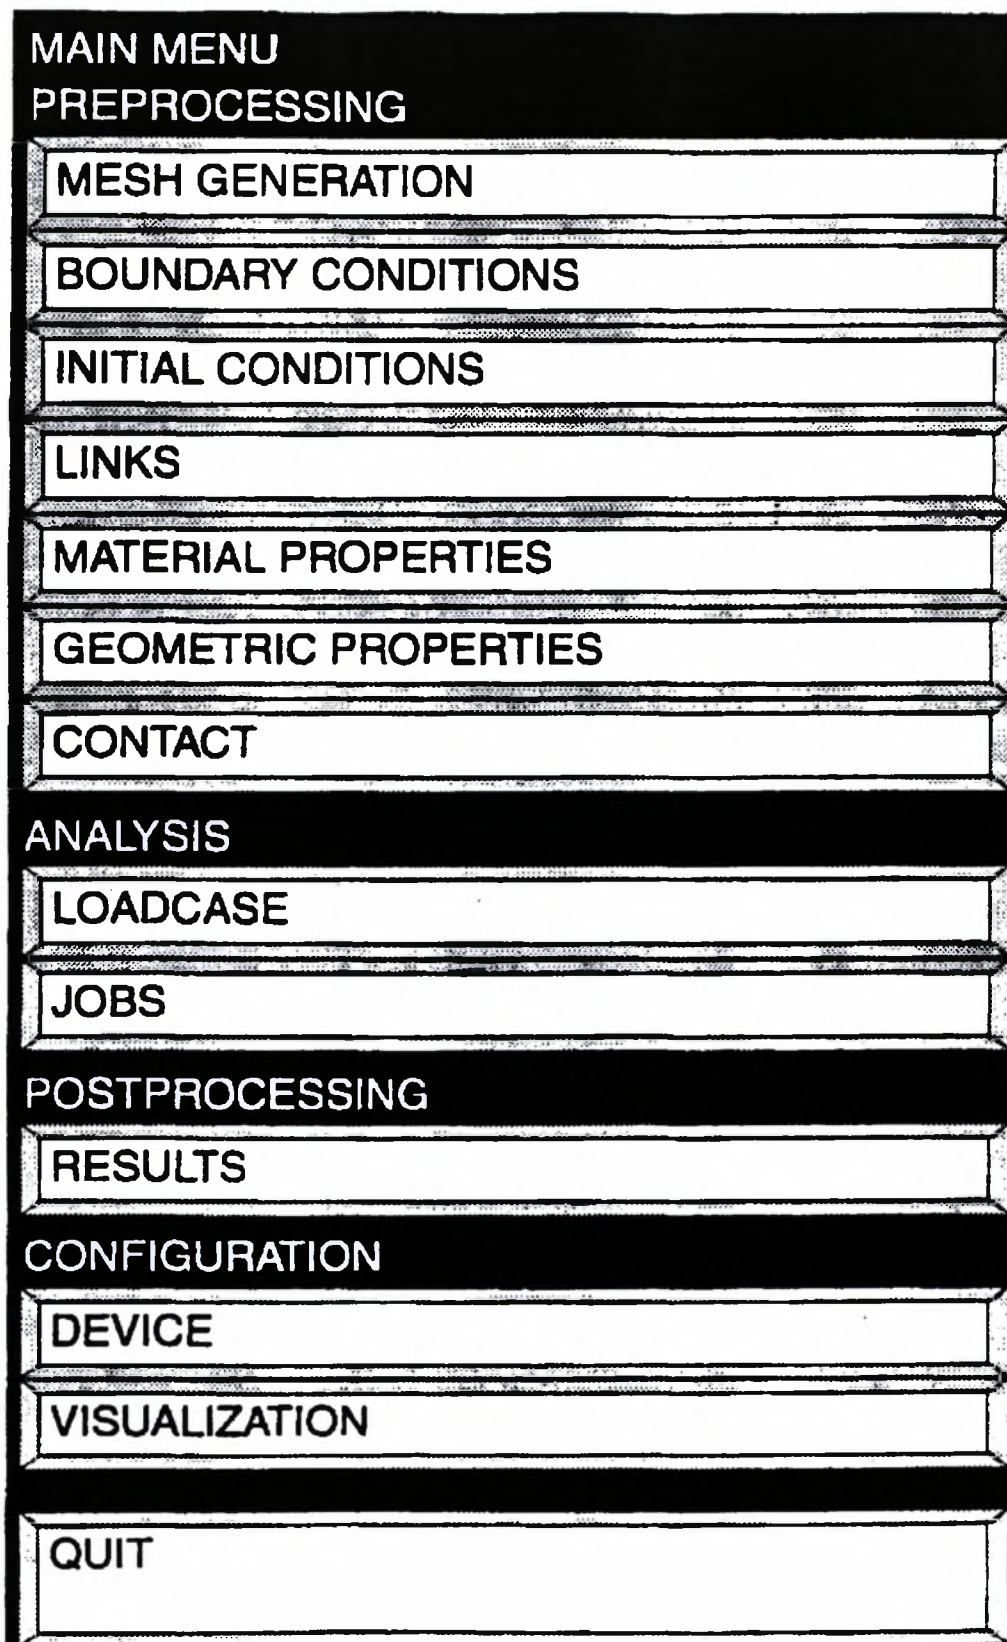 MAIN MENU
PREPROCESSING
MESH GENERATION
BOUNDARY CONDITIONS
INITIAL CONDITIONS
LINKS
MATERIAL PROPERTIES
GEOMETRIC PROPERTIES
CONTACT
ANALYSIS
LOADCASE
JOBS
POSTPROCESSING
RESULTS
CONFIGURATION
DEVICE
VISUALIZATION
QUIT